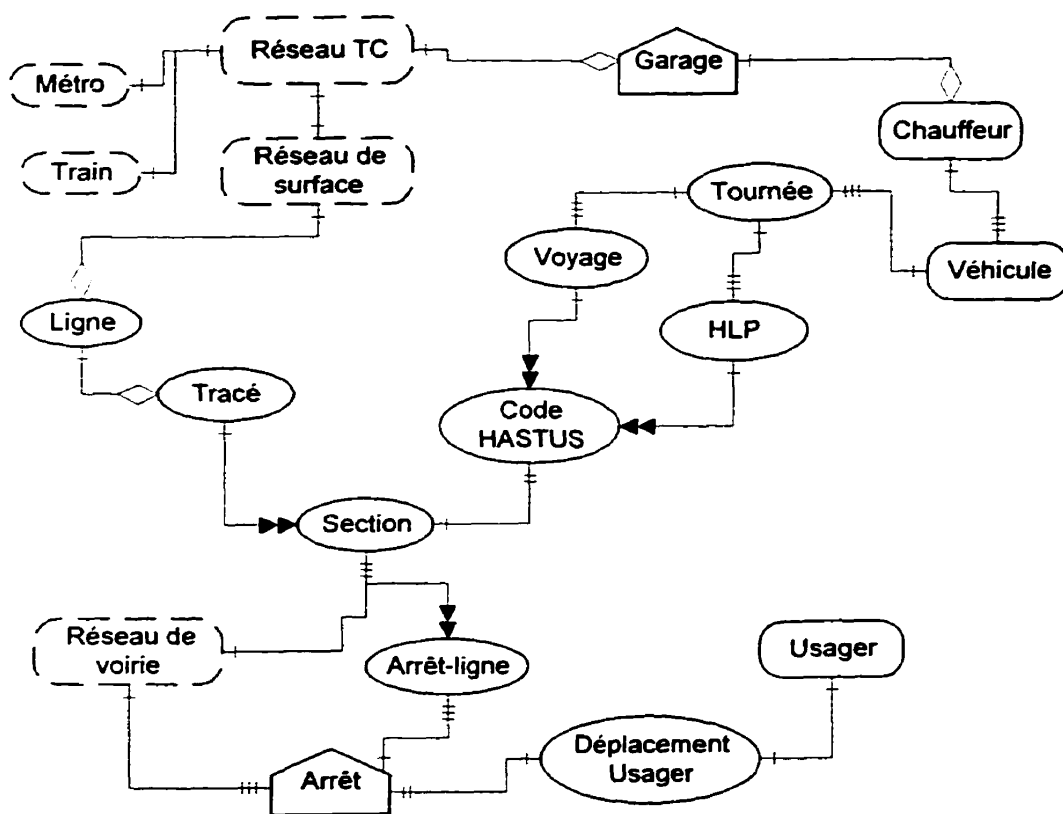 Réseau TC
Garage
Métro
Chauffeur
Train
Réseau de
surface
Tournée
Voyage
Véhicule
Ligne
HLP
Tracé
Code
HASTUS
Section
Réseau de
voirie
Arrêt-ligne
Usager
Déplacement
Usager
Arrêt